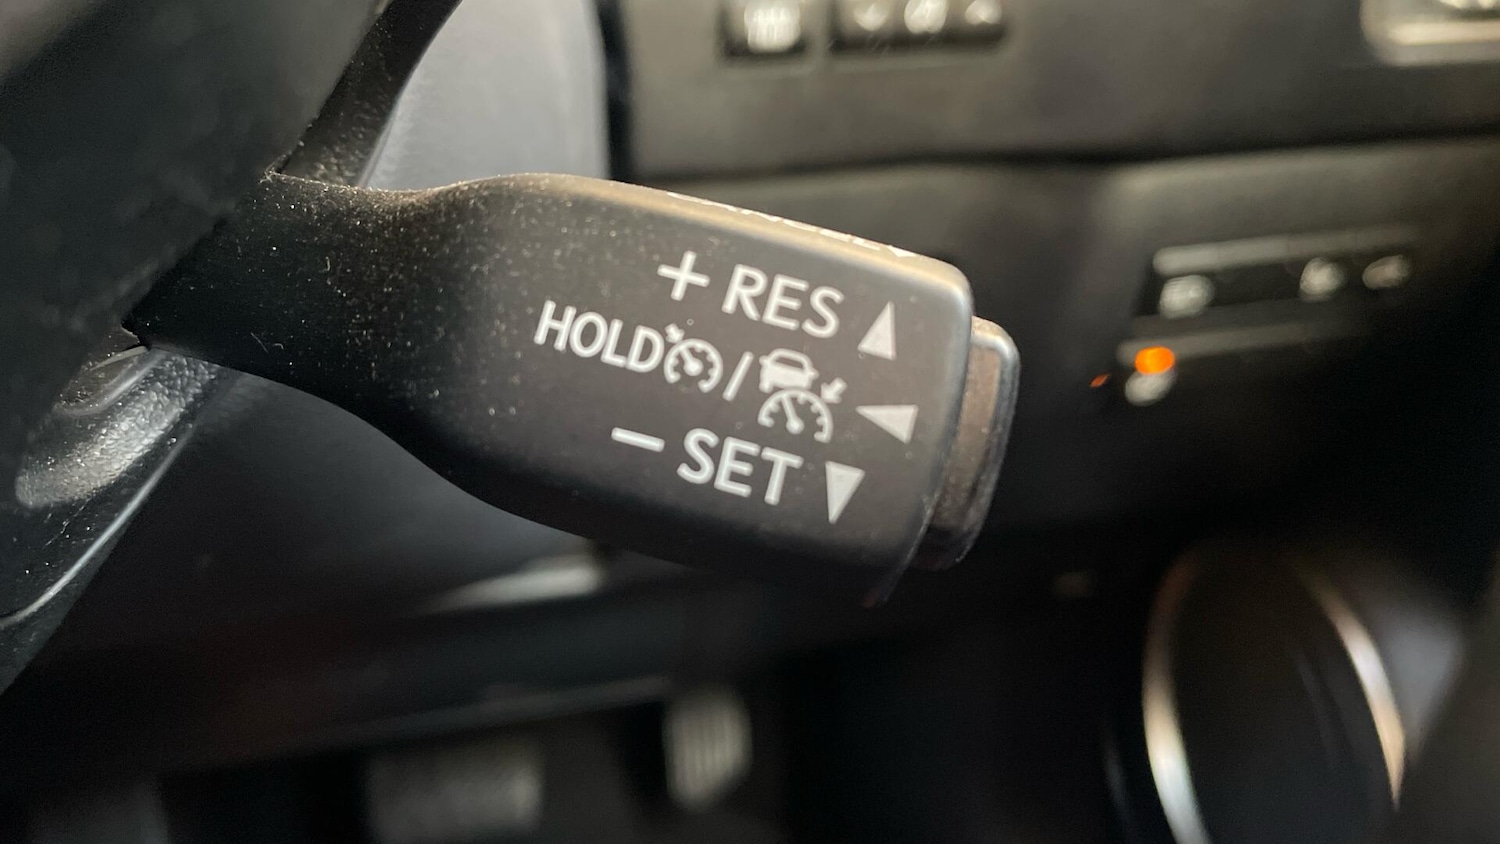 + RES
HOLD /
− SET